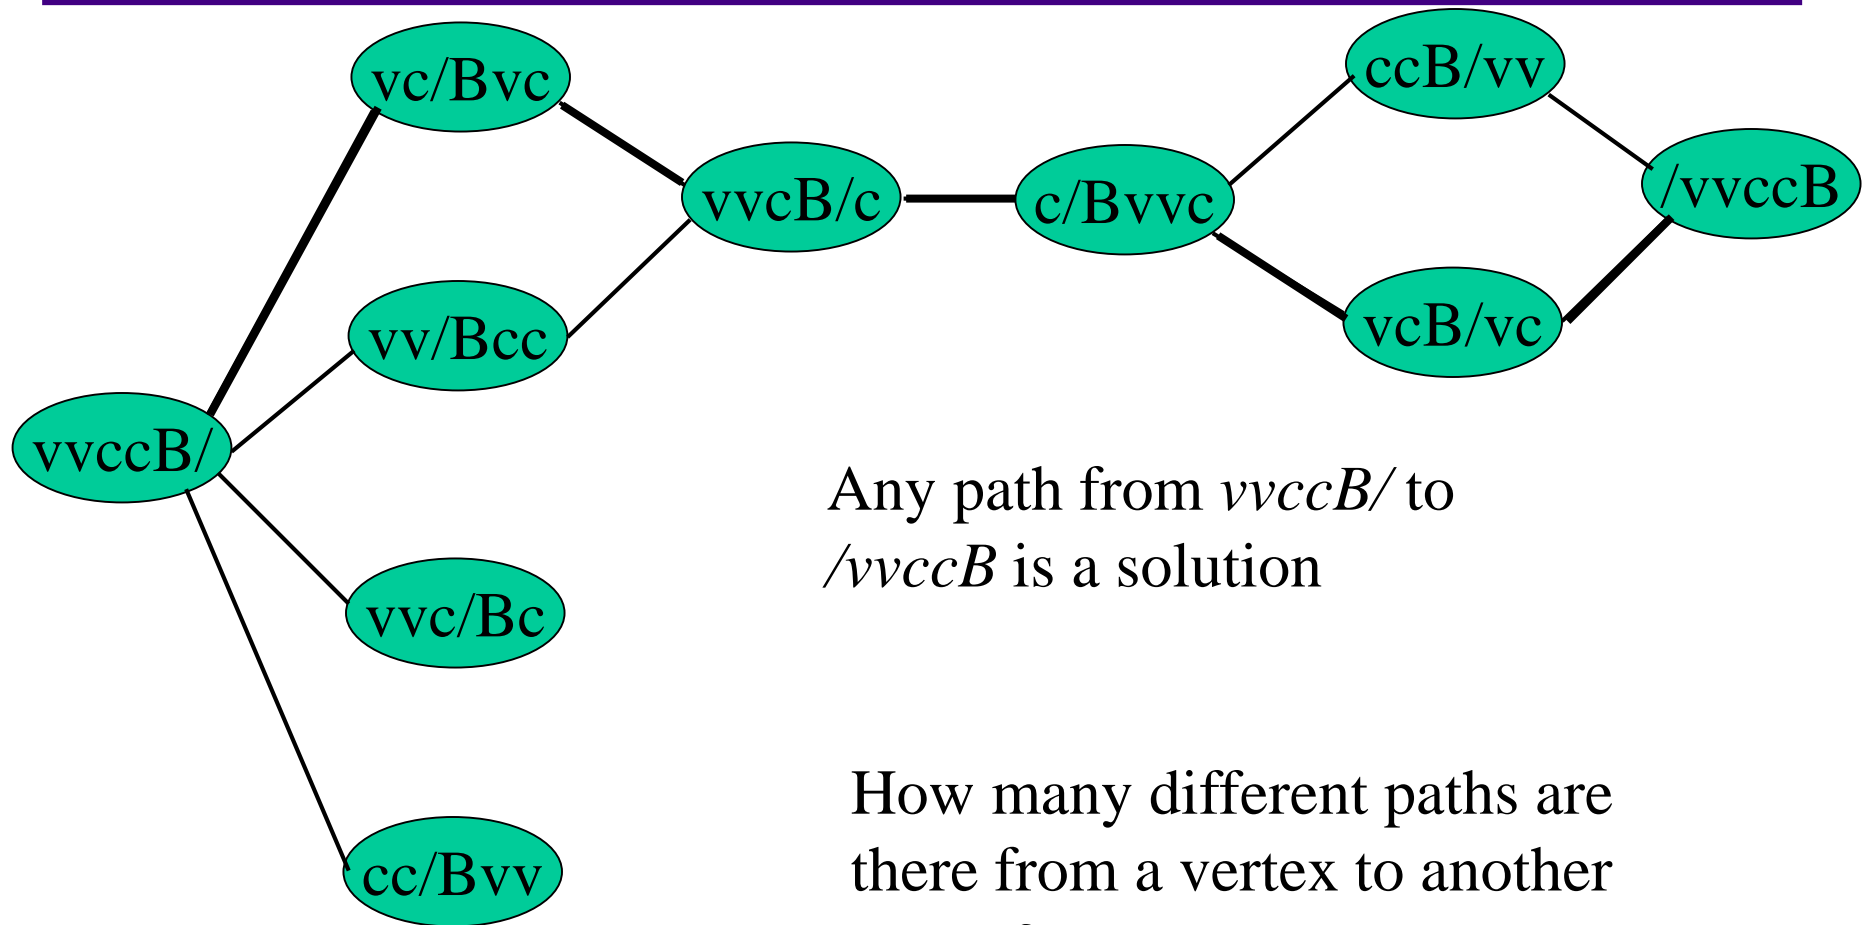 vc/Bvc
ccB/vv
vvcB/c
c/Bvvc
/vvccB
vv/Bcc
vcB/vc
vvccB/
Any path from vvccB/ to
/vvccB is a solution
vvc/Bc
How many different paths are
there from a vertex to another
cc/Bvv